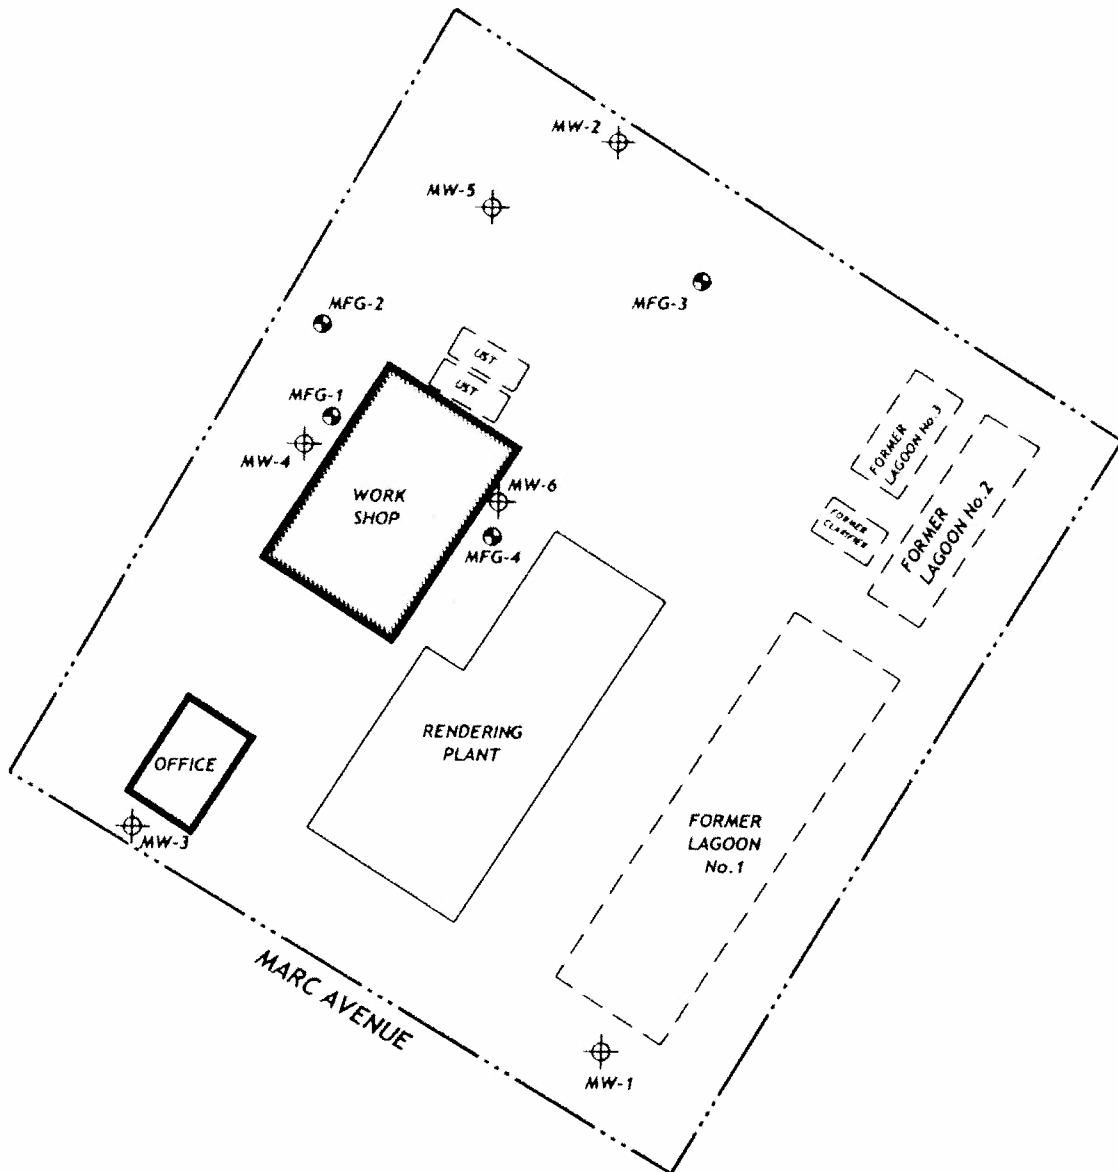 MW-2
MW-5
MFG-2
MFG-3
UST
UST
MFG-1
MW-4
WORK
SHOP
MW-6
MFG-4
FORMER
LAGOON No.3
FORMER
CLARIFIER
FORMER
LAGOON No.2
OFFICE
RENDERING
PLANT
MW-3
FORMER
LAGOON
No.1
MARC AVENUE
MW-1